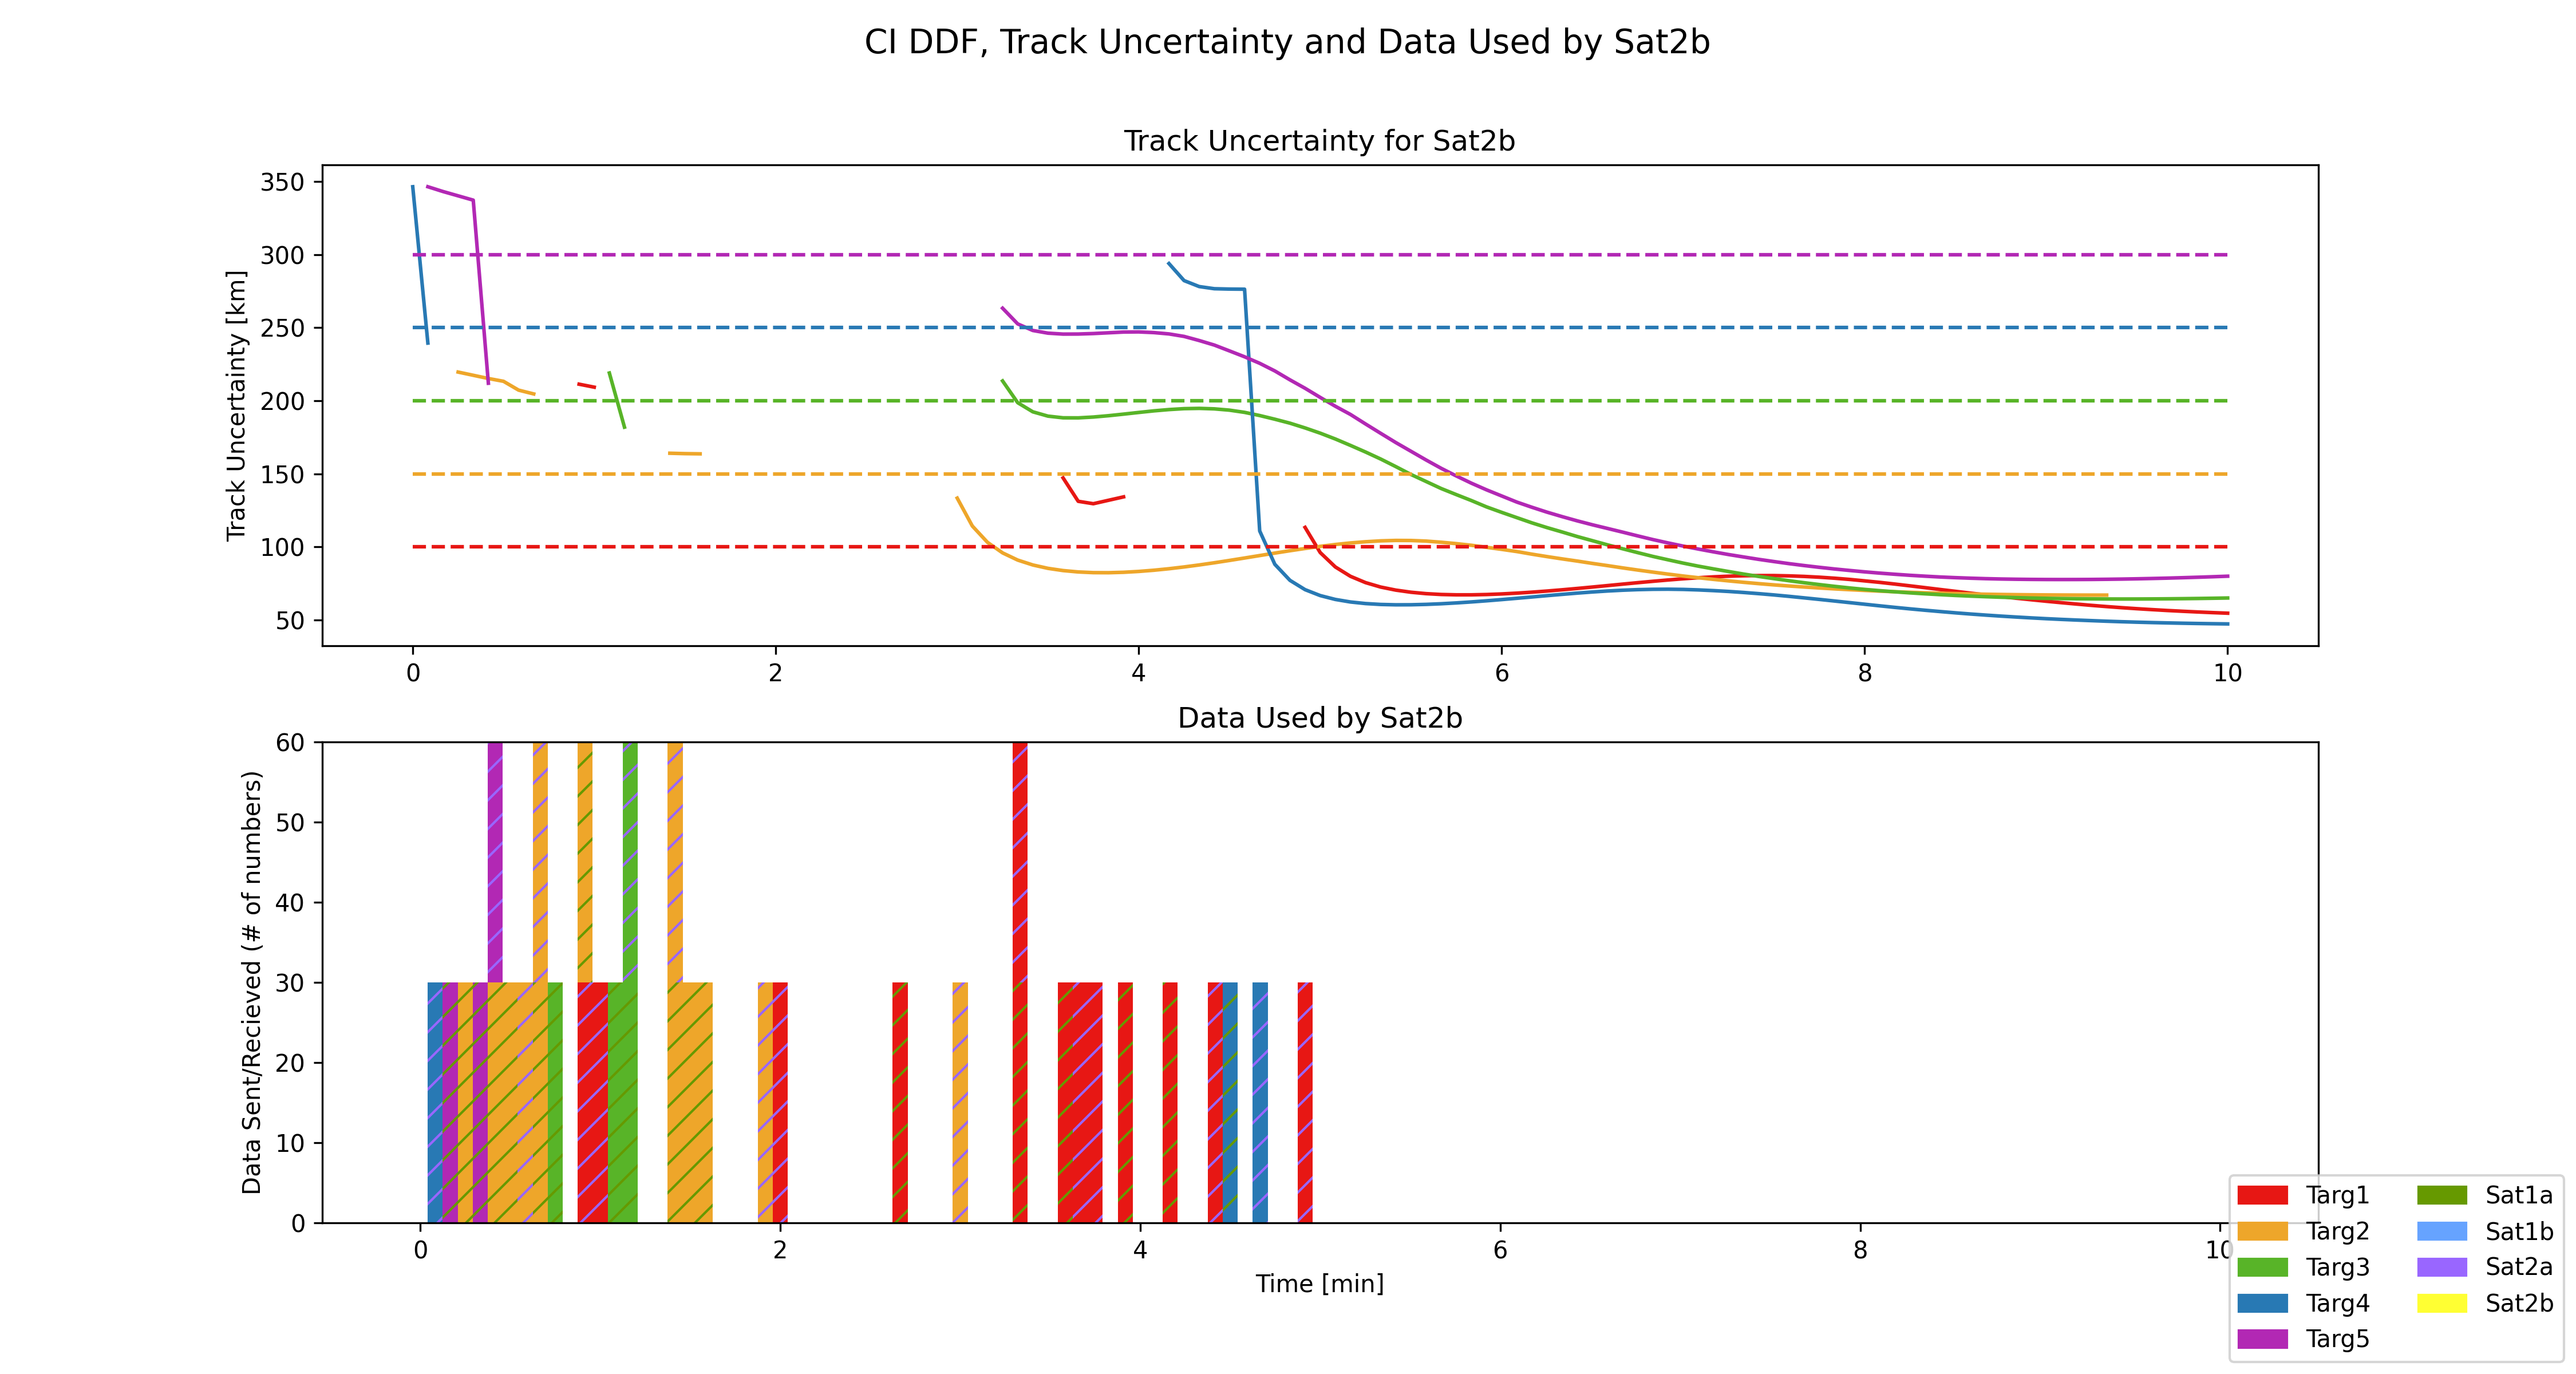 CI DDF, Track Uncertainty and Data Used by Sat2b
Track Uncertainty for Sat2b
Track Uncertainty [km]
350
300
250
200
150
100
50
0 2 4 6 8 10
Data Used by Sat2b
Data Sent/Recieved (# of numbers)
60
50
40
30
20
10
0
0 2 4 6 8 10
Time [min]
Targ1
Targ2
Targ3
Targ4
Targ5
Sat1a
Sat1b
Sat2a
Sat2b